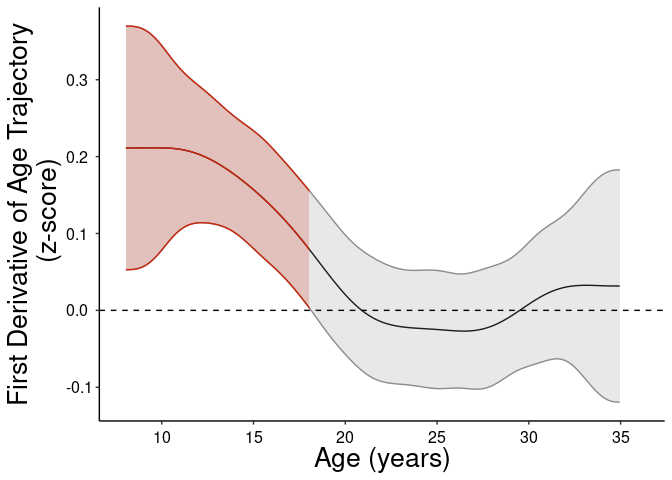 First Derivative of Age Trajectory
(z-score)
0.3
0.2
0.1
0.0
-0.1
10 15 20 25 30 35
Age (years)